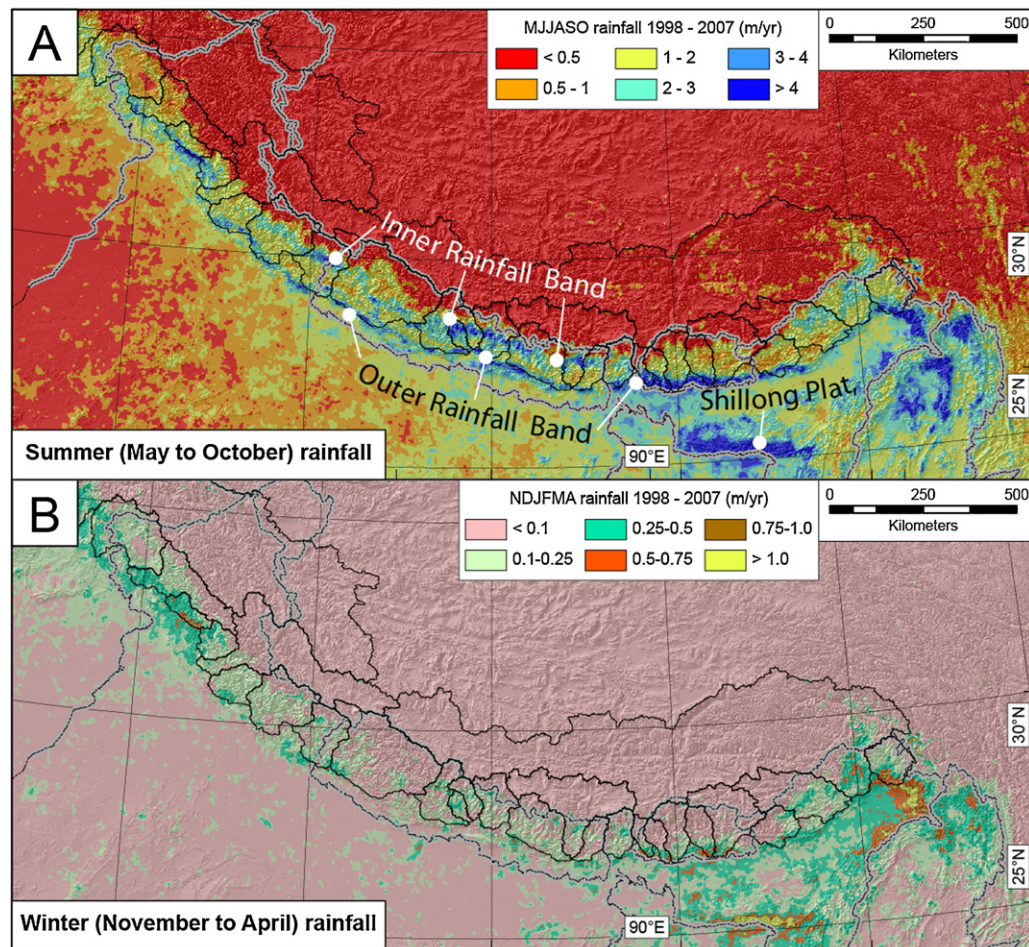 A
MJJASO rainfall 1998 - 2007 (m/yr)
< 0.5
1 - 2
3 - 4
0.5 - 1
2 - 3
> 4
0
250
500
Kilometers
Inner Rainfall Band
Outer Rainfall Band
Shillong Plat.
30°N
25°N
90°E
Summer (May to October) rainfall
B
NDJFMA rainfall 1998 - 2007 (m/yr)
< 0.1
0.25-0.5
0.75-1.0
0.1-0.25
0.5-0.75
> 1.0
0
250
500
Kilometers
30°N
25°N
90°E
Winter (November to April) rainfall